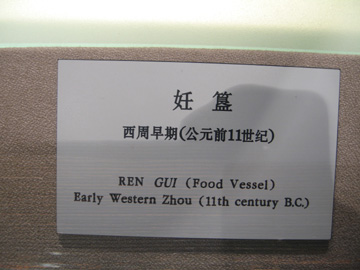 妊 簋
西周早期(公元前11世纪)
REN GUI (Food Vessel)
Early Western Zhou (11th century B.C.)